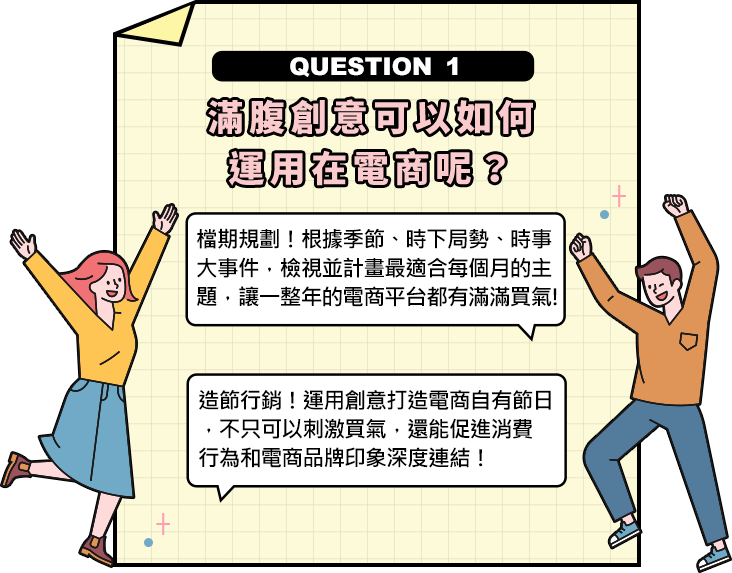 QUESTION 1
滿腹創意可以如何
運用在電商呢？
檔期規劃！根據季節、時下局勢、時事
大事件，檢視並計畫最適合每個月的主
題，讓一整年的電商平台都有滿滿買氣!
造節行銷！運用創意打造電商自有節日
，不只可以刺激買氣，還能促進消費
行為和電商品牌印象深度連結！